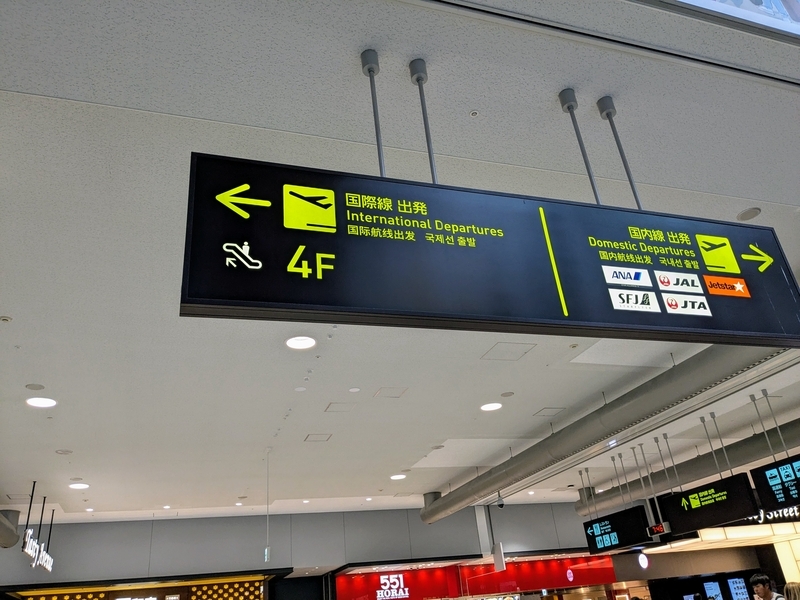 国際線 出発
International Departures
国际航线出发 국제선 출발
4F
国内線 出発
Domestic Departures
国内航线出发 국내선 출발
ANA
JAL
Jetstar
SFJ
JTA
551
HORAI
Tasty Street